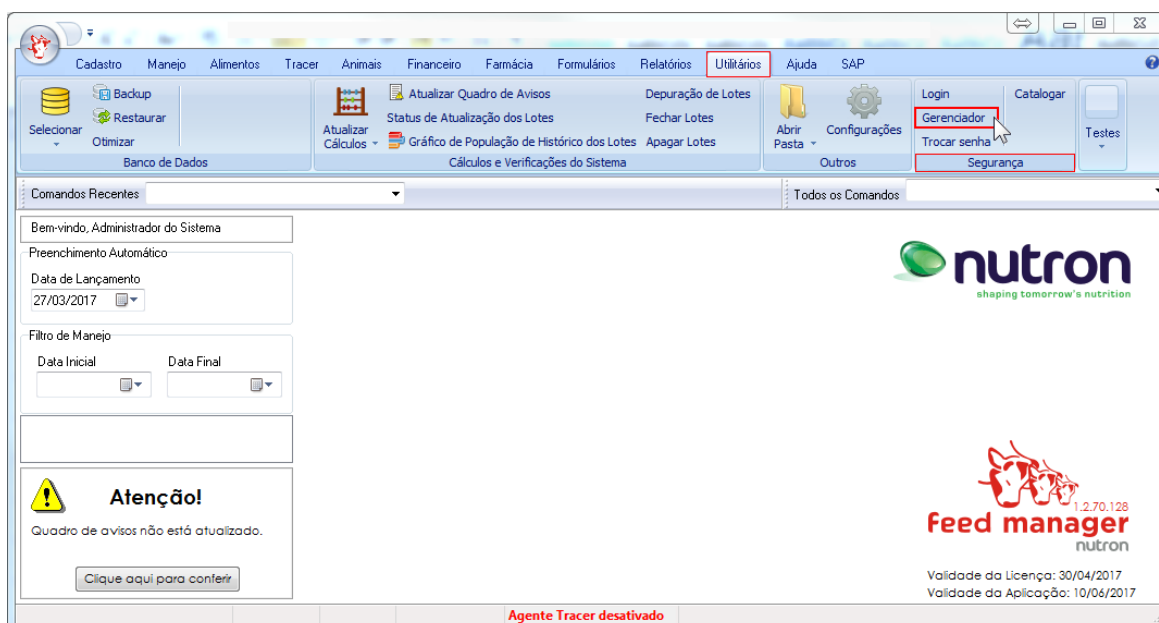 Cadastro Manejo Alimentos Tracer Animais Financeiro Farmácia Formulários Relatórios Utilitários Ajuda SAP
Selecionar
Backup
Restaurar
Otimizar
Banco de Dados
Atualizar
Cálculos
Atualizar Quadro de Avisos
Status de Atualização dos Lotes
Gráfico de População de Histórico dos Lotes
Depuração de Lotes
Fechar Lotes
Apagar Lotes
Cálculos e Verificações do Sistema
Abrir
Pasta
Configurações
Outros
Login
Gerenciador
Trocar senha
Catalogar
Segurança
Testes
Comandos Recentes
Todos os Comandos
Bem-vindo, Administrador do Sistema
Preenchimento Automático
Data de Lançamento
27/03/2017
Filtro de Manejo
Data Inicial Data Final
Atenção!
Quadro de avisos não está atualizado.
Clique aqui para conferir
nutron
shaping tomorrow's nutrition
1.2.70.128
feed manager
nutron
Validade da Licença: 30/04/2017
Validade da Aplicação: 10/06/2017
Agente Tracer desativado